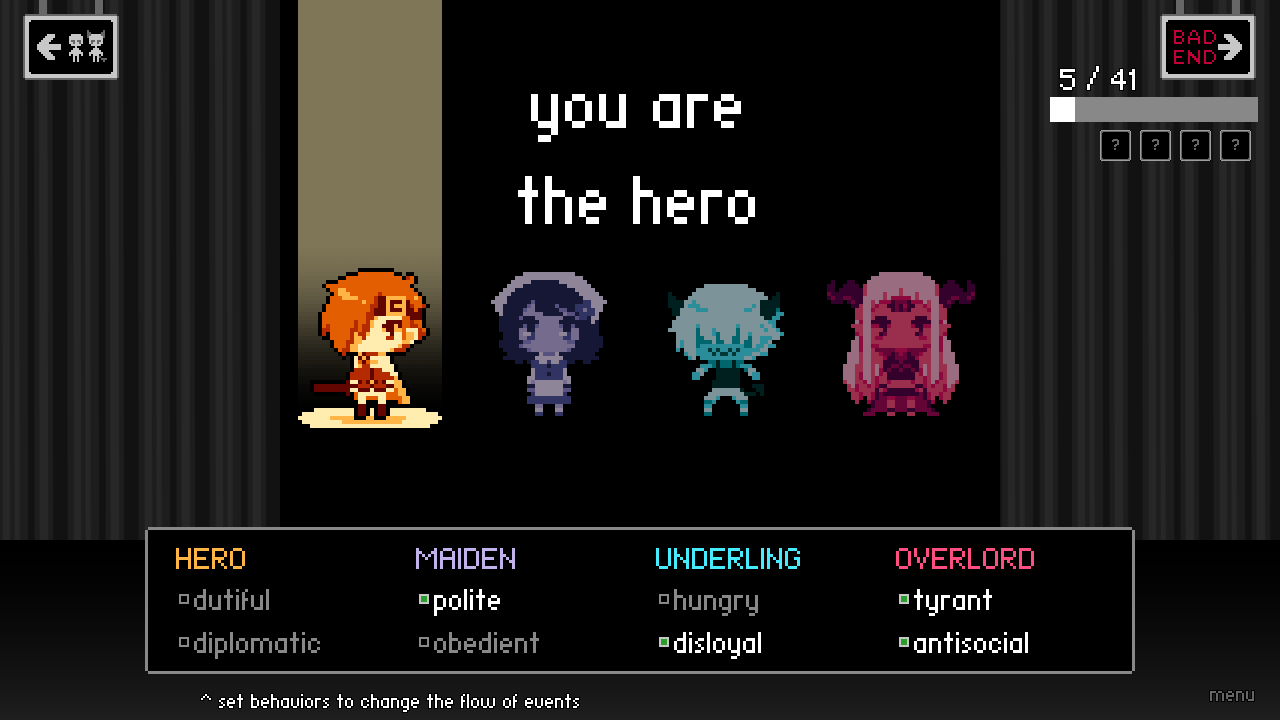 BAD
END
5 / 41
? ? ? ?
you are
the hero
HERO MAIDEN UNDERLING OVERLORD
dutiful polite hungry tyrant
diplomatic obedient disloyal antisocial
^ set behaviors to change the flow of events
menu